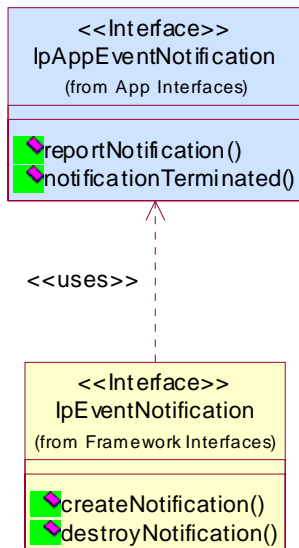 <<Interface>>
IpAppEventNotification
(from App Interfaces)
reportNotification()
notificationTerminated()
<<uses>>
<<Interface>>
IpEventNotification
(from Framework Interfaces)
createNotification()
destroyNotification()